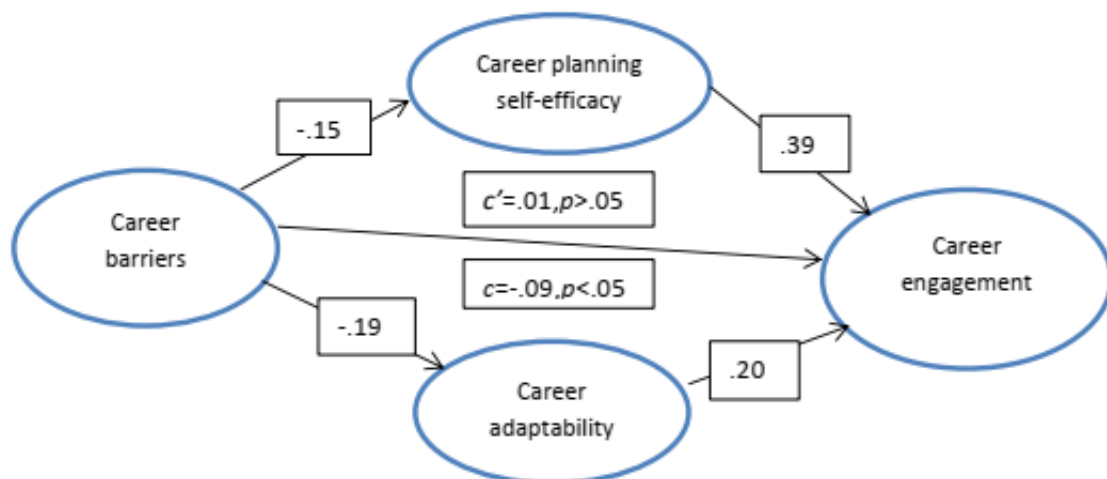 Career planning
self-efficacy
-.15
.39
c’=.01,p>.05
Career
barriers
Career
engagement
c=-.09,p<.05
-.19
.20
Career
adaptability